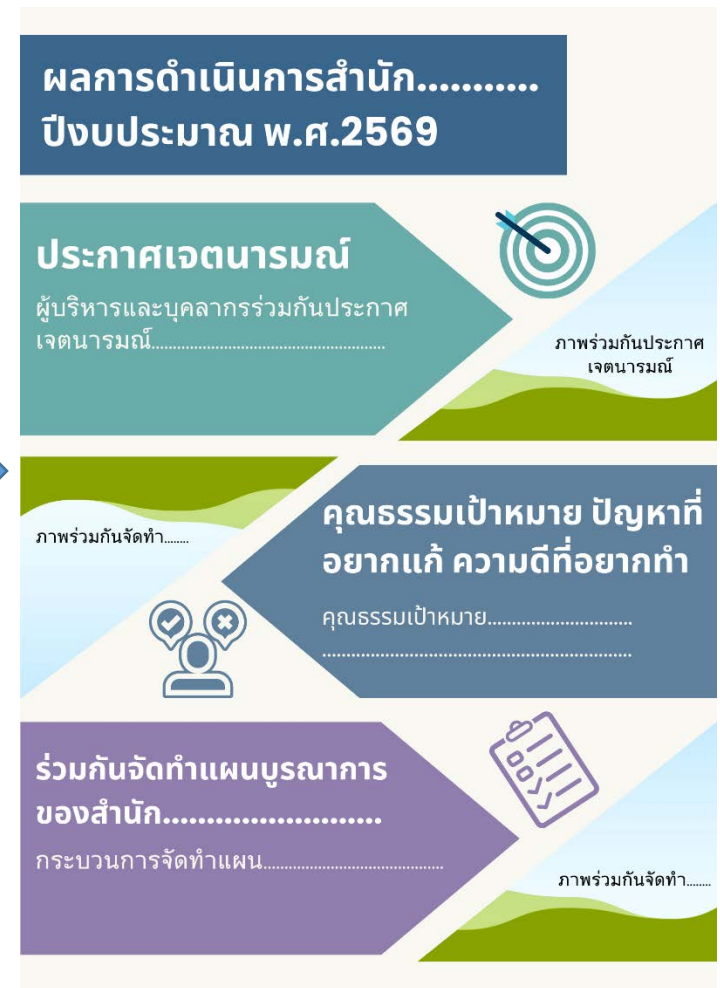 ผลการดำเนินการสำนัก...........
ปีงบประมาณ พ.ศ.2569
ประกาศเจตนารมณ์
ผู้บริหารและบุคลากรร่วมกันประกาศ
เจตนารมณ์......................................................
ภาพร่วมกันประกาศ
เจตนารมณ์
ภาพร่วมกันจัดทำ........
คุณธรรมเป้าหมาย ปัญหาที่
อยากแก้ ความดีที่อยากทำ
คุณธรรมเป้าหมาย..............................
................................................................
ร่วมกันจัดทำแผนบูรณาการ
ของสำนัก.........................
กระบวนการจัดทำแผน..........................................
ภาพร่วมกันจัดทำ........